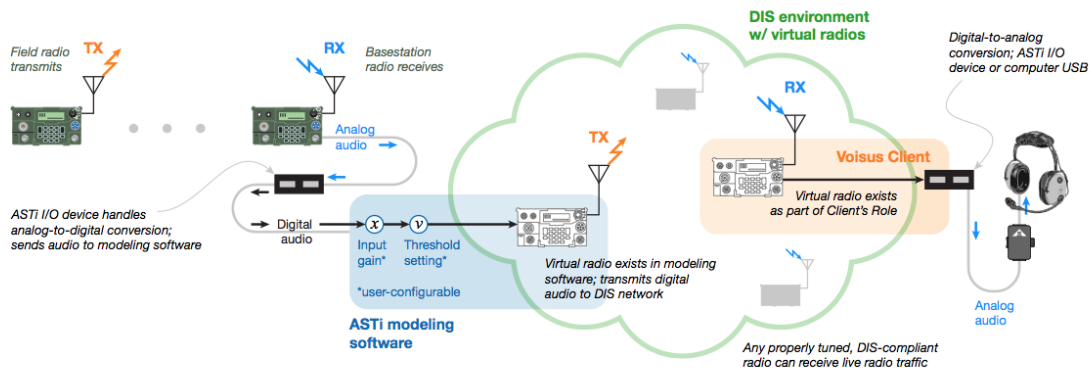 Field radio
transmits
TX
RX
Basestation
radio receives
Analog
audio
ASTi I/O device handles
analog-to-digital conversion;
sends audio to modeling software
Digital
audio
x
v
Input
gain*
Threshold
setting*
*user-configurable
ASTi modeling
software
TX
Virtual radio exists in modeling
software; transmits digital
audio to DIS network
DIS environment
w/ virtual radios
RX
Voisus Client
Virtual radio exists
as part of Client's Role
Any properly tuned, DIS-compliant
radio can receive live radio traffic
Digital-to-analog
conversion; ASTi I/O
device or computer USB
Analog
audio